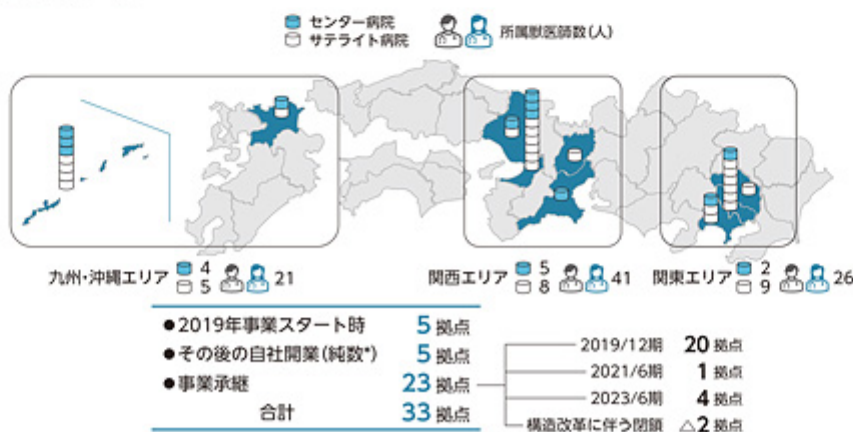 センター病院
サテライト病院
所属獣医師数(人)
九州・沖縄エリア 4 5 21
関西エリア 5 8 41
関東エリア 2 9 26
●2019年事業スタート時 5 拠点
●その後の自社開業(純数*) 5 拠点
●事業承継 23 拠点
合計 33 拠点
2019/12期 20 拠点
2021/6期 1 拠点
2023/6期 4 拠点
構造改革に伴う閉鎖 △2 拠点